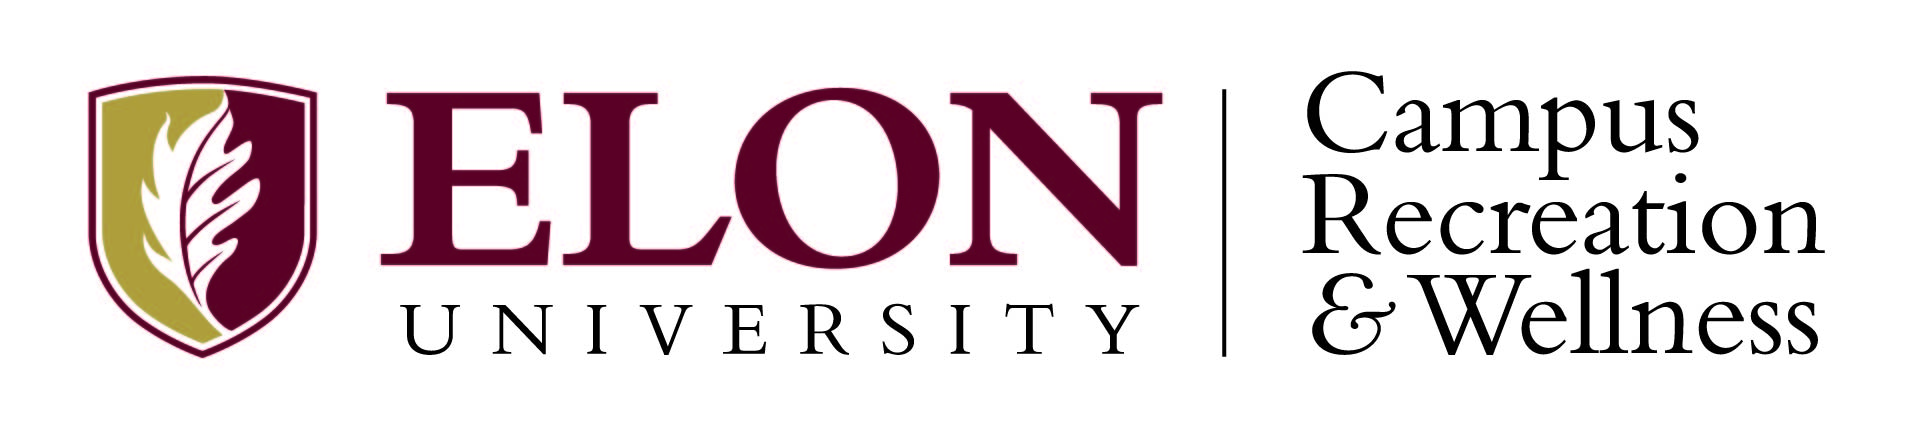 ELON
UNIVERSITY
Campus
Recreation
& Wellness